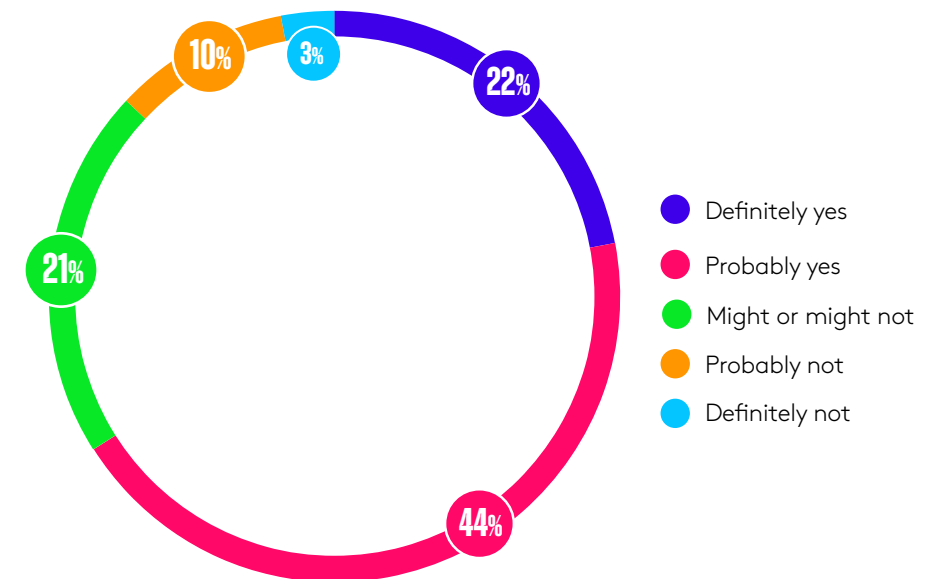 10%
3%
22%
21%
44%
Definitely yes
Probably yes
Might or might not
Probably not
Definitely not